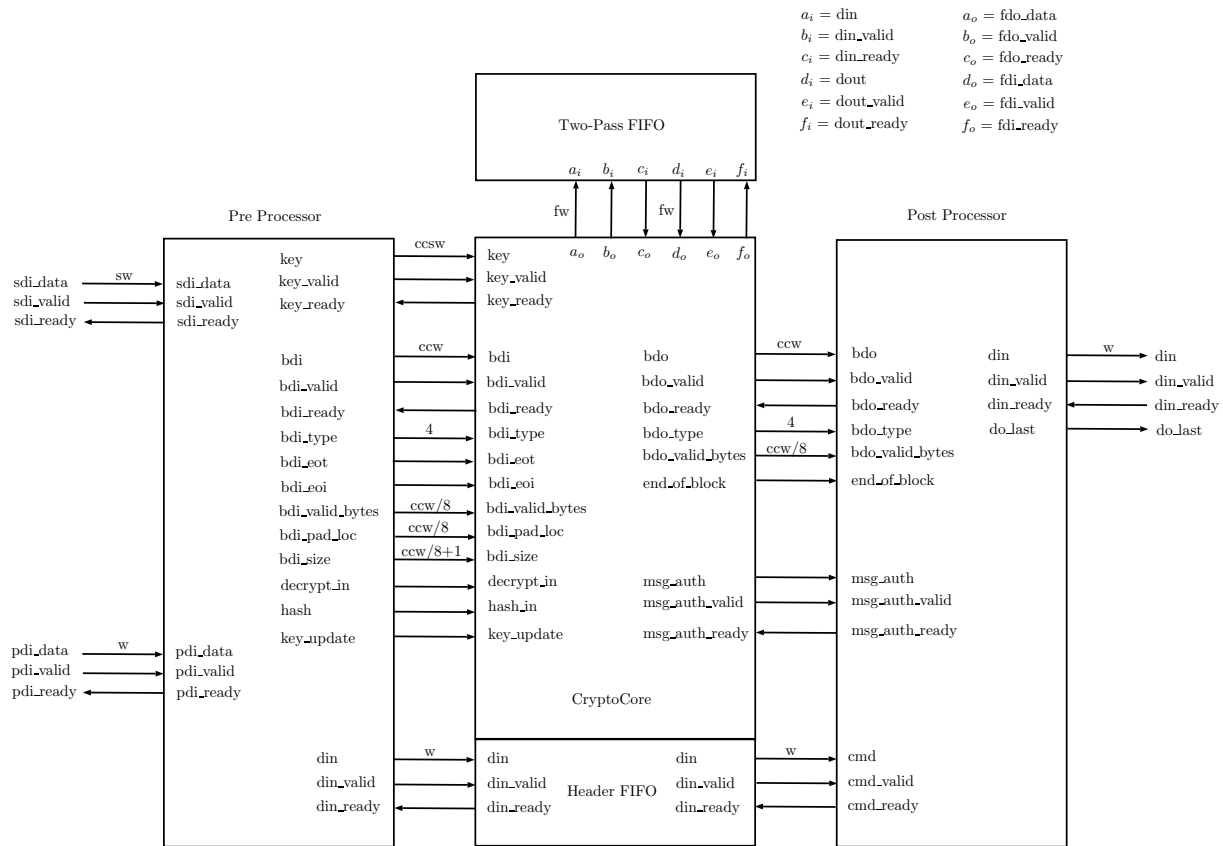 a_i = din a_o = fdo_data
b_i = din_valid b_o = fdo_valid
c_i = din_ready c_o = fdo_ready
d_i = dout d_o = fdi_data
e_i = dout_valid e_o = fdi_valid
f_i = dout_ready f_o = fdi_ready
Two-Pass FIFO
a_i b_i c_i d_i e_i f_i
fw fw
Pre Processor Post Processor
a_o b_o c_o d_o e_o f_o
key ccsw key
sdi_data sw sdi_data key_valid key_valid
sdi_valid sdi_valid key_ready key_ready
sdi_ready sdi_ready
bdi ccw bdi bdo ccw bdo din w din
bdi_valid bdi_valid bdo_valid bdo_valid din_valid din_valid
bdi_ready bdi_ready bdo_ready bdo_ready din_ready din_ready
bdi_type 4 bdi_type bdo_type 4 bdo_type do_last do_last
bdi_eot bdi_eot bdo_valid_bytes ccw/8 bdo_valid_bytes
bdi_eoi bdi_eoi end_of_block end_of_block
bdi_valid_bytes ccw/8 bdi_valid_bytes
bdi_pad_loc ccw/8 bdi_pad_loc
bdi_size ccw/8+1 bdi_size
decrypt_in decrypt_in msg_auth msg_auth
hash hash_in msg_auth_valid msg_auth_valid
key_update key_update msg_auth_ready msg_auth_ready
pdi_data w pdi_data
pdi_valid pdi_valid
pdi_ready pdi_ready
CryptoCore
din w din din w cmd
din_valid din_valid din_valid cmd_valid
Header FIFO
din_ready din_ready din_ready cmd_ready